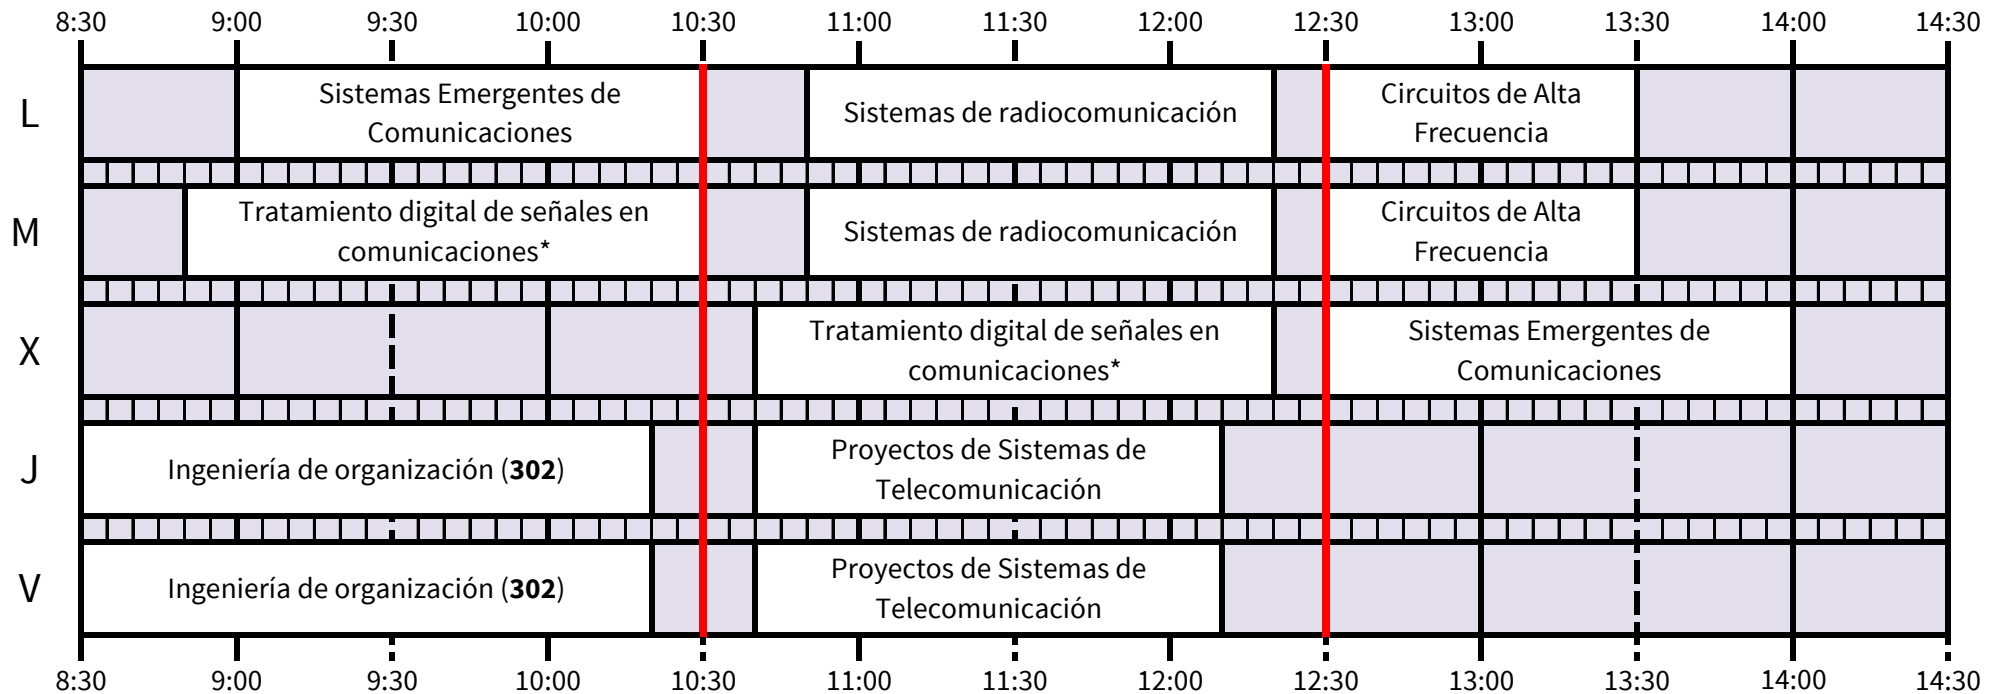 8:30 9:00 9:30 10:00 10:30 11:00 11:30 12:00 12:30 13:00 13:30 14:00 14:30
L
Sistemas Emergentes de
Comunicaciones
Sistemas de radiocomunicación
Circuitos de Alta
Frecuencia
M
Tratamiento digital de señales en
comunicaciones*
Sistemas de radiocomunicación
Circuitos de Alta
Frecuencia
X
Tratamiento digital de señales en
comunicaciones*
Sistemas Emergentes de
Comunicaciones
J
Ingeniería de organización (302)
Proyectos de Sistemas de
Telecomunicación
V
Ingeniería de organización (302)
Proyectos de Sistemas de
Telecomunicación
8:30 9:00 9:30 10:00 10:30 11:00 11:30 12:00 12:30 13:00 13:30 14:00 14:30